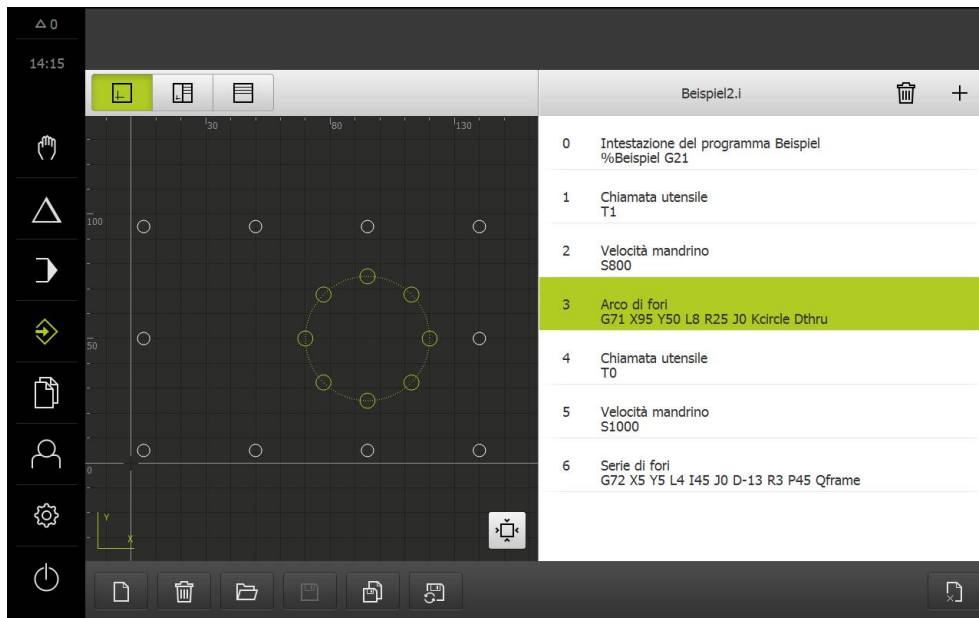 0
14:15
Beispiel2.i
30
80
130
100
50
0
Y
X
0 Intestazione del programma Beispiel
%Beispiel G21
1 Chiamata utensile
T1
2 Velocità mandrino
S800
3 Arco di fori
G71 X95 Y50 L8 R25 J0 Kcircle Dthru
4 Chiamata utensile
T0
5 Velocità mandrino
S1000
6 Serie di fori
G72 X5 Y5 L4 I45 J0 D-13 R3 P45 Qframe